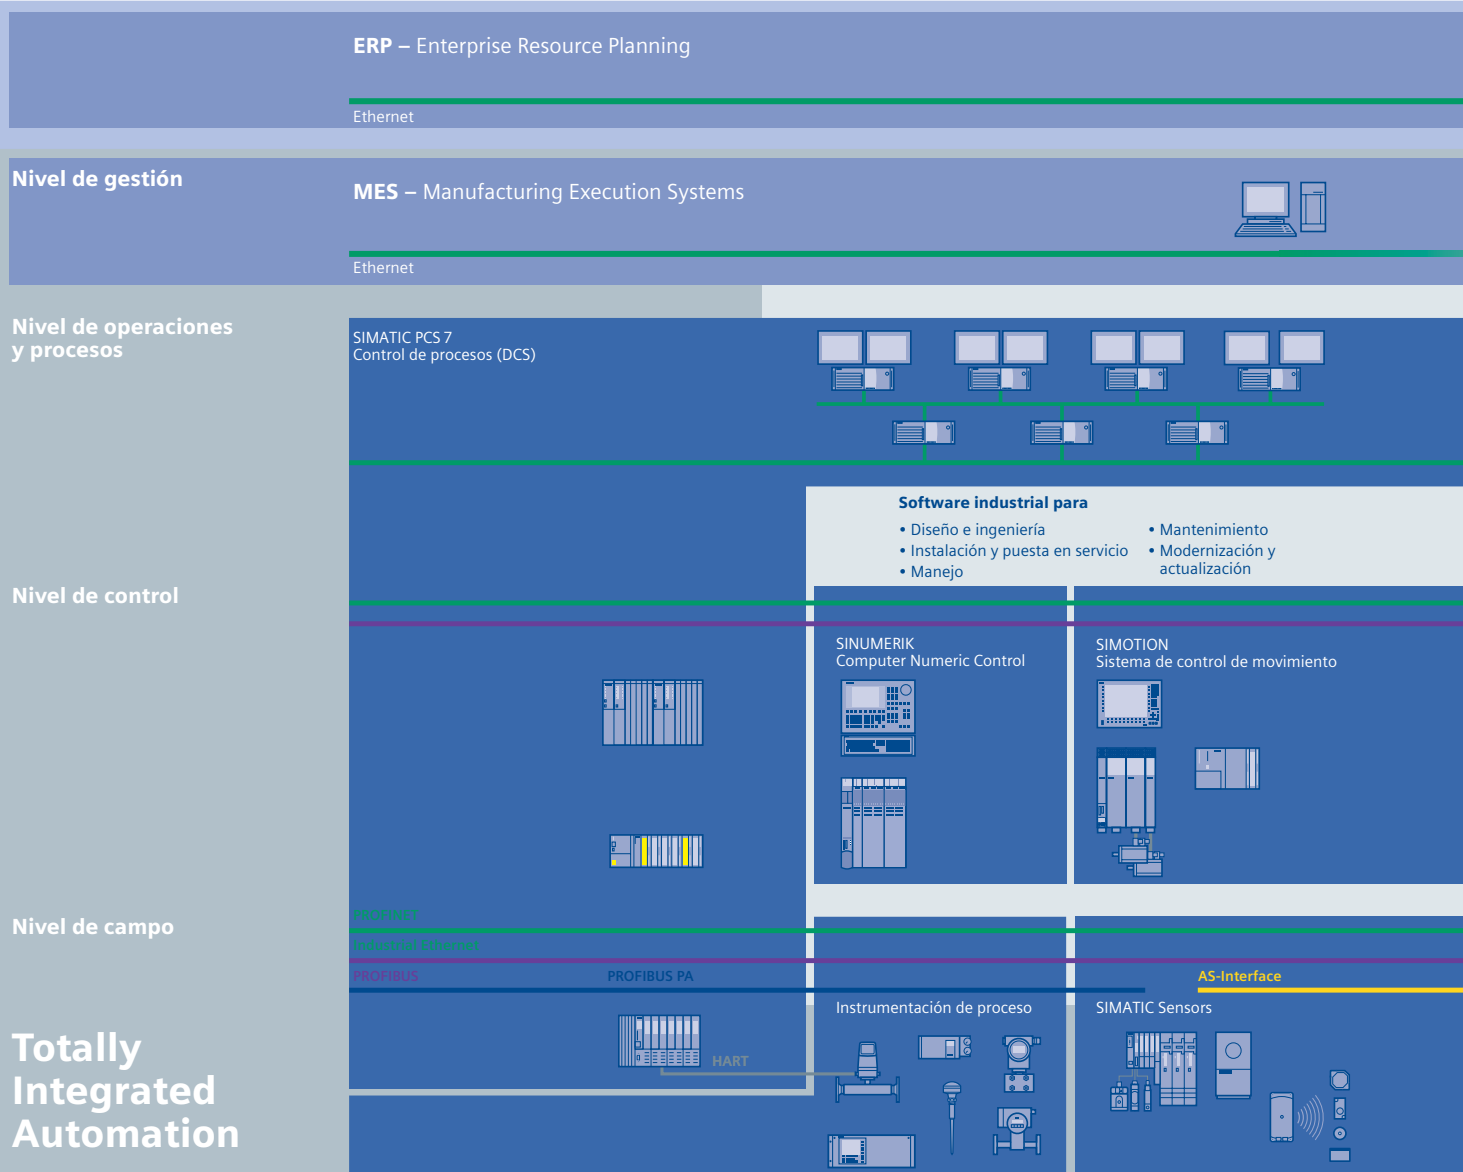 ERP – Enterprise Resource Planning
Ethernet
Nivel de gestión
MES – Manufacturing Execution Systems
Ethernet
Nivel de operaciones
y procesos
SIMATIC PCS 7
Control de procesos (DCS)
Software industrial para
• Diseño e ingeniería
• Instalación y puesta en servicio
• Manejo
• Mantenimiento
• Modernización y
actualización
Nivel de control
SINUMERIK
Computer Numeric Control
SIMOTION
Sistema de control de movimiento
Nivel de campo
PROFINET
Industrial Ethernet
PROFIBUS
PROFIBUS PA
AS-Interface
Instrumentación de proceso
SIMATIC Sensors
HART
Totally
Integrated
Automation